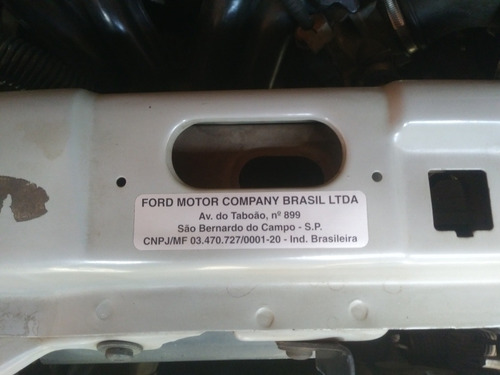 FORD MOTOR COMPANY BRASIL LTDA
Av. do Taboão, nº 899
São Bernardo do Campo - S.P.
CNPJ/MF 03.470.727/0001-20 - Ind. Brasileira